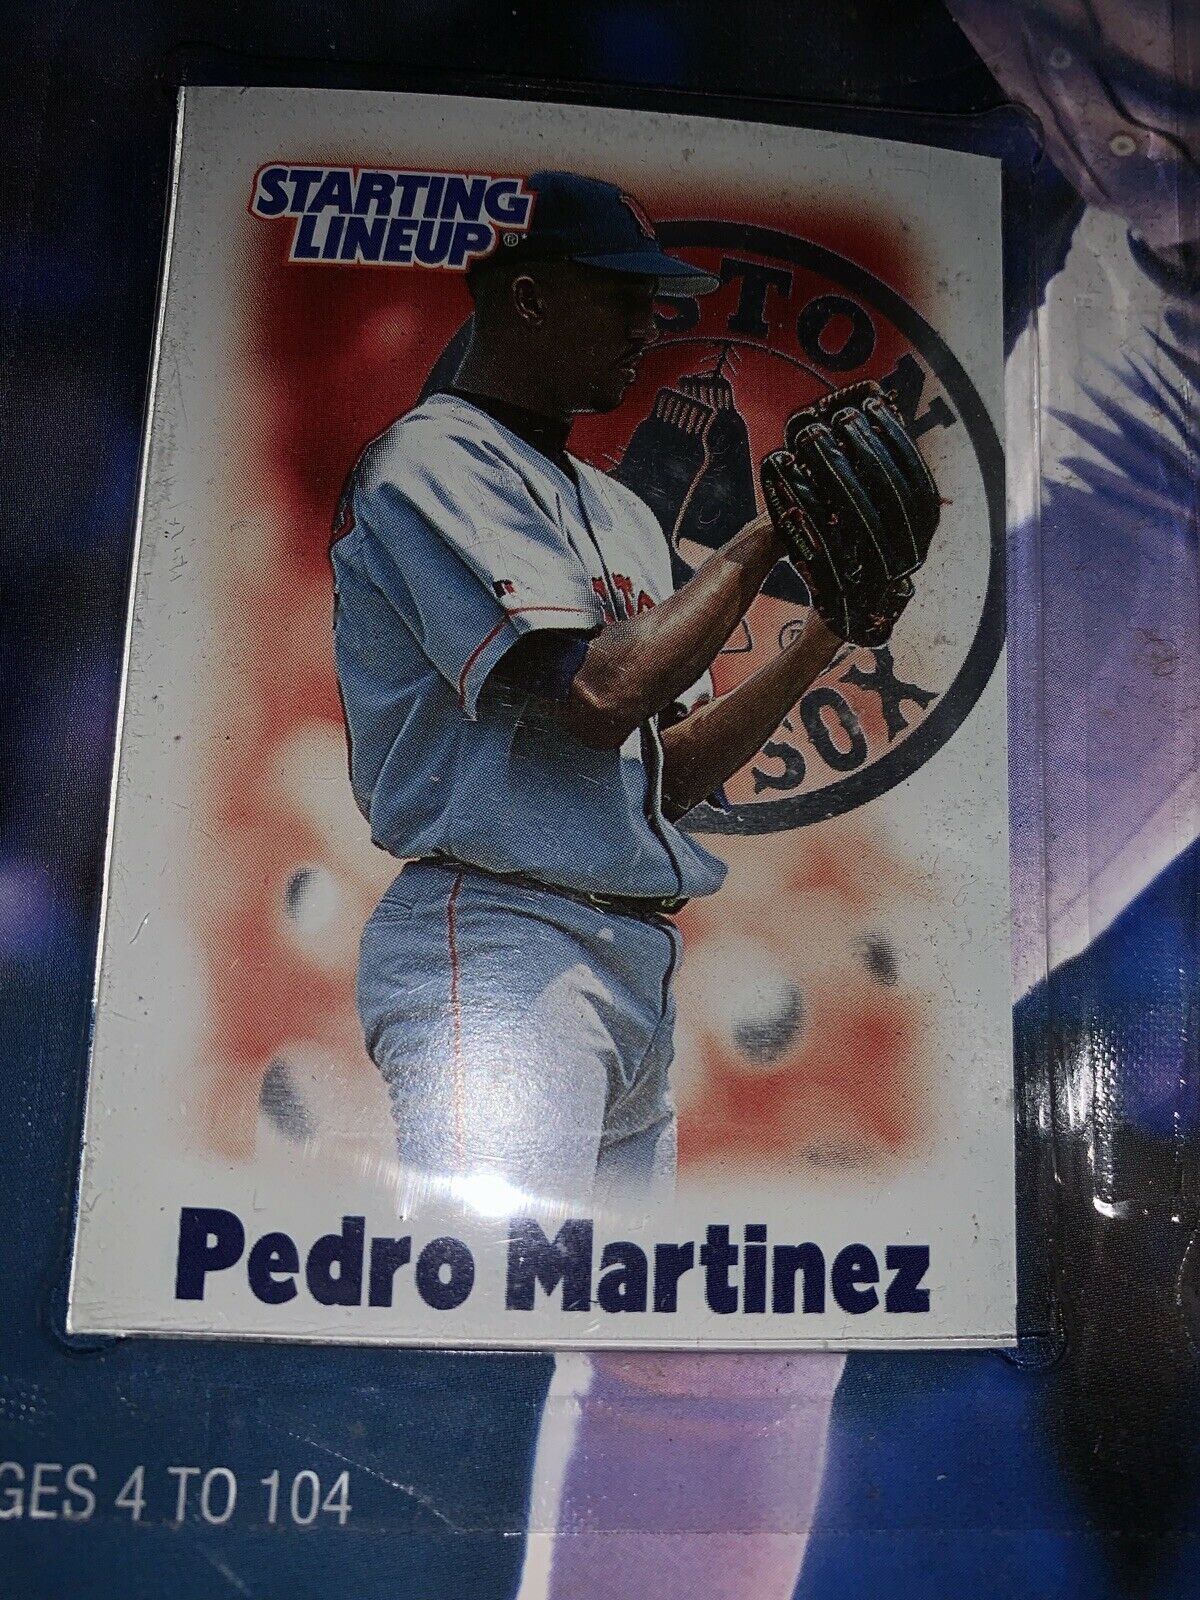 STARTING
LINEUP®
STON
SOX
®
Pedro Martinez
GES 4 TO 104